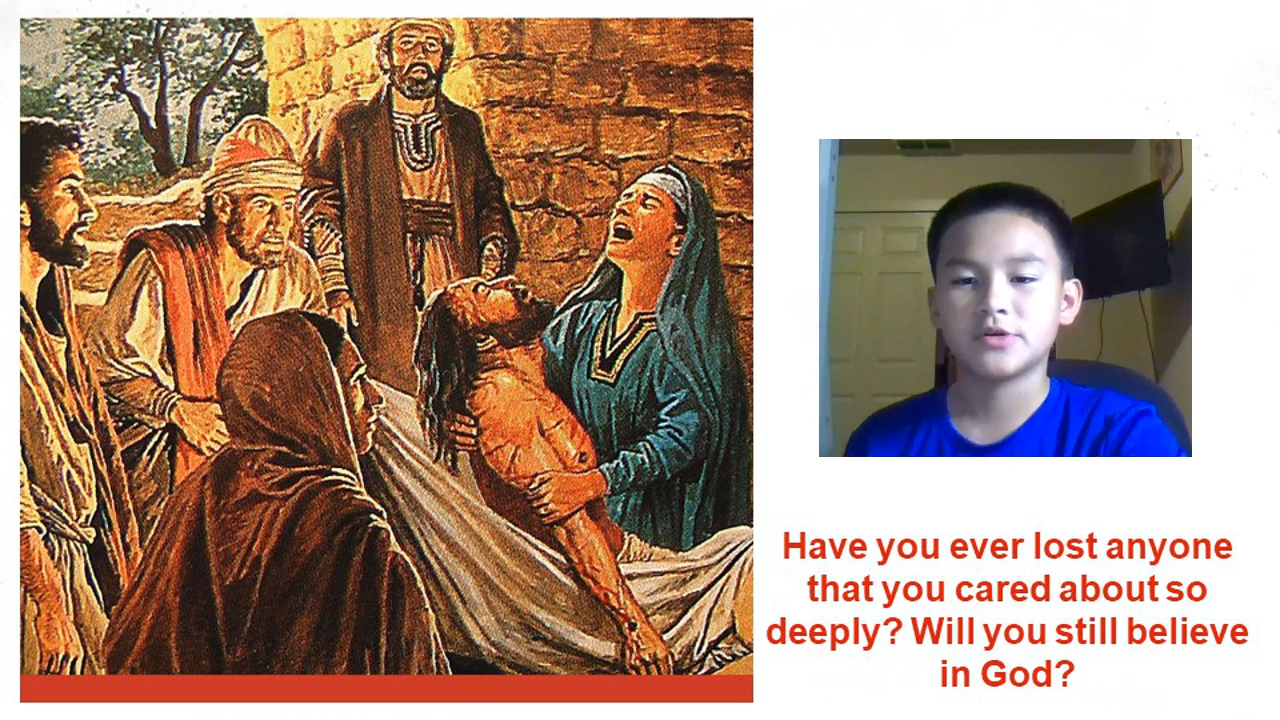 Have you ever lost anyone
that you cared about so
deeply? Will you still believe
in God?